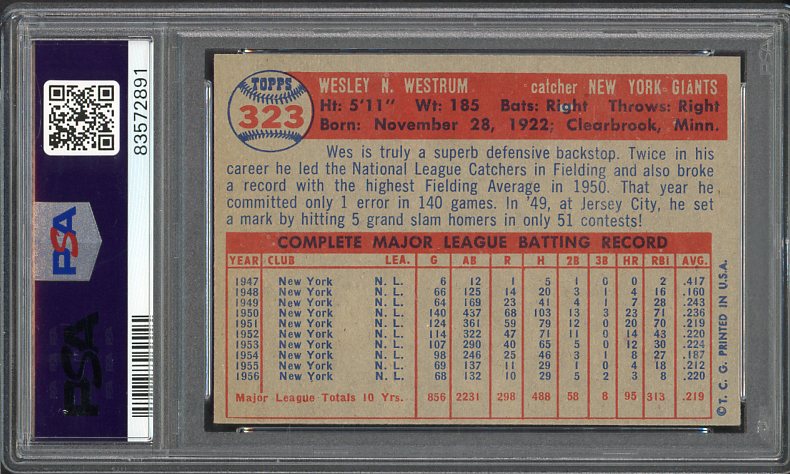 PSA
83572891
PSA
TOPPS
323
WESLEY N. WESTRUM catcher NEW YORK GIANTS
Ht: 5'11" Wt: 185 Bats: Right Throws: Right
Born: November 28, 1922; Clearbrook, Minn.
Wes is truly a superb defensive backstop. Twice in his
career he led the National League Catchers in Fielding and also broke
a record with the highest Fielding Average in 1950. That year he
committed only 1 error in 140 games. In '49, at Jersey City, he set
a mark by hitting 5 grand slam homers in only 51 contests!
COMPLETE MAJOR LEAGUE BATTING RECORD
YEAR CLUB LEA. G AB R H 2B 3B HR RBI AVG.
1947 New York N. L. 6 12 1 5 1 0 0 2 .417
1948 New York N. L. 66 125 14 20 3 1 4 16 .160
1949 New York N. L. 64 169 23 41 4 1 7 28 .243
1950 New York N. L. 140 437 68 103 13 3 23 71 .236
1951 New York N. L. 124 361 59 79 12 0 20 70 .219
1952 New York N. L. 114 322 47 71 11 0 14 43 .220
1953 New York N. L. 107 290 40 65 5 0 12 30 .224
1954 New York N. L. 98 246 25 46 3 1 8 27 .187
1955 New York N. L. 69 137 11 29 1 0 4 18 .212
1956 New York N. L. 68 132 10 29 5 2 3 8 .220
Major League Totals 10 Yrs. 856 2231 298 488 58 8 95 313 .219
© T. C. G. PRINTED IN U.S.A.